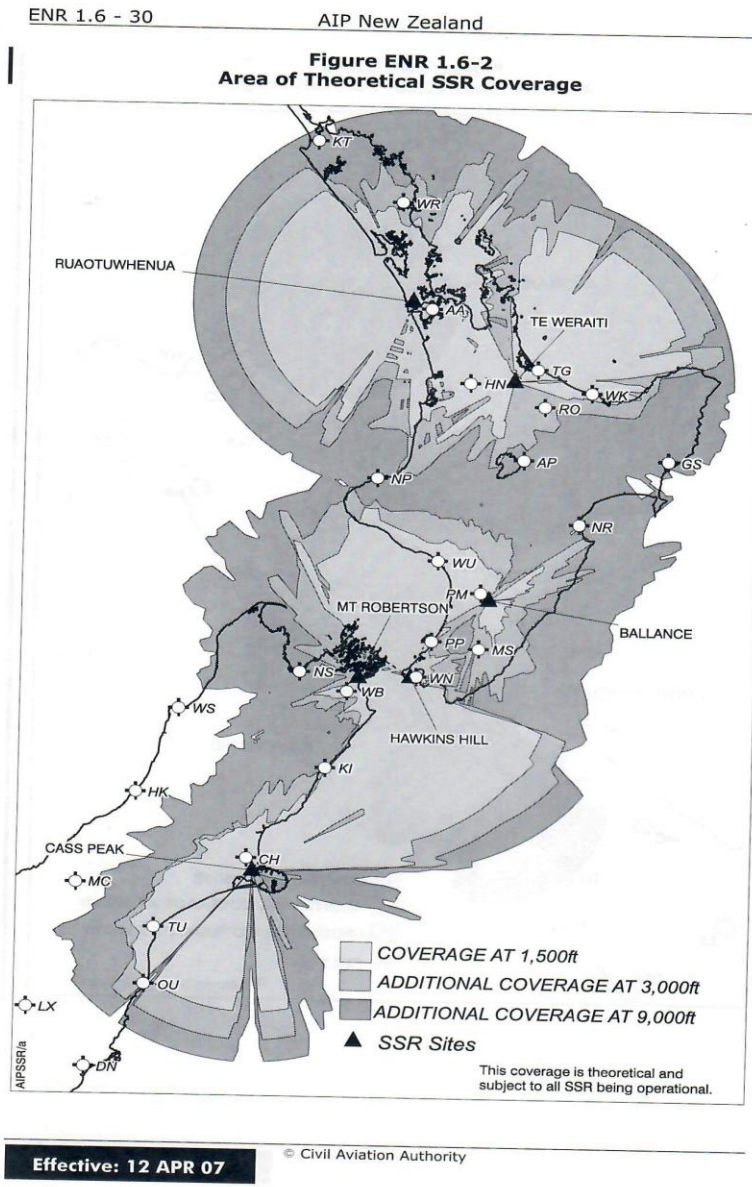 ENR 1.6 - 30
AIP New Zealand
Figure ENR 1.6-2
Area of Theoretical SSR Coverage
KT
WR
RUAOTUWHENUA
AA
TE WERAITI
TG
HN
WK
RO
AP
GS
NP
NR
WU
PM
MT ROBERTSON
BALLANCE
PP
MS
NS
WN
WB
WS
HAWKINS HILL
KI
HK
CASS PEAK
CH
MC
TU
COVERAGE AT 1,500ft
OU
ADDITIONAL COVERAGE AT 3,000ft
LX
ADDITIONAL COVERAGE AT 9,000ft
SSR Sites
DN
AIPSSR/a
This coverage is theoretical and
subject to all SSR being operational.
© Civil Aviation Authority
Effective: 12 APR 07